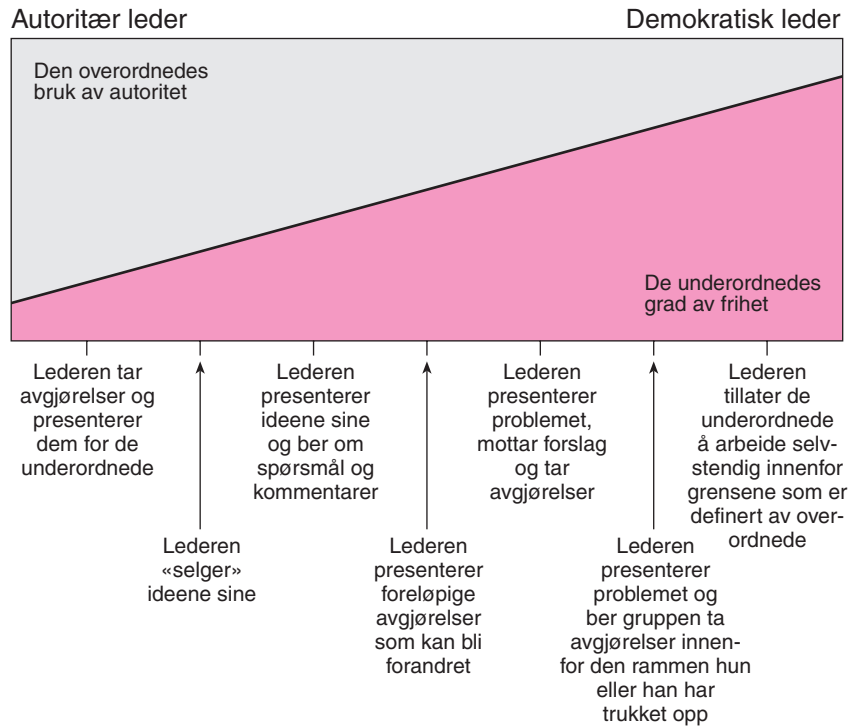 Autoritær leder
Demokratisk leder
Den overordnedes
bruk av autoritet
De underordnedes
grad av frihet
Lederen tar
avgjørelser og
presenterer
dem for de
underordnede
Lederen
«selger»
ideene sine
Lederen
presenterer
ideene sine
og ber om
spørsmål og
kommentarer
Lederen
presenterer
foreløpige
avgjørelser
som kan bli
forandret
Lederen
presenterer
problemet,
mottar forslag
og tar
avgjørelser
Lederen
presenterer
problemet og
ber gruppen ta
avgjørelser innen-
for den rammen hun
eller han har
trukket opp
Lederen
tillater de
underordnede
å arbeide selv-
stendig innenfor
grensene som er
definert av over-
ordnede